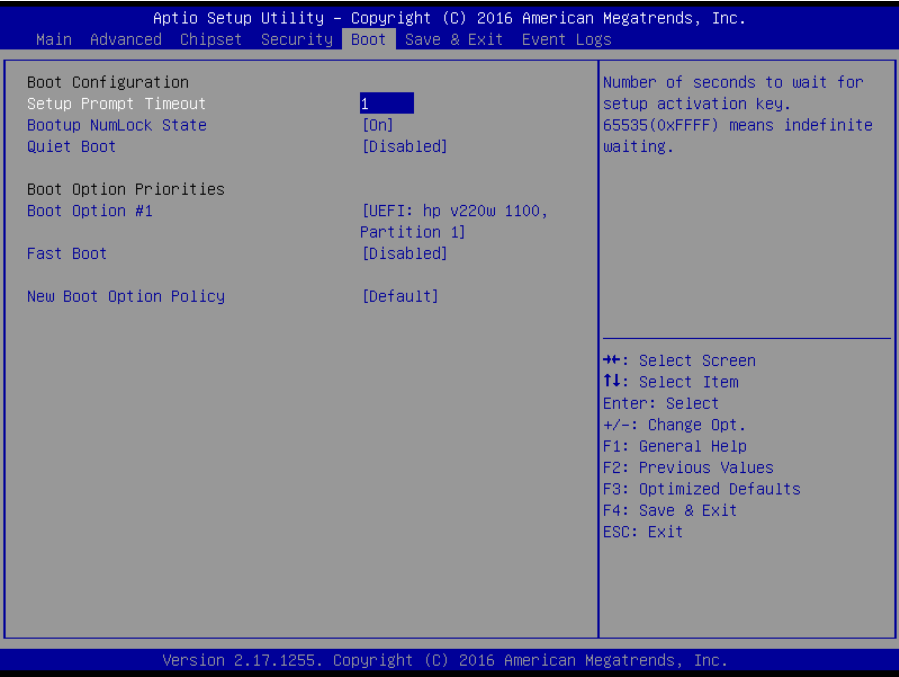 Aptio Setup Utility – Copyright (C) 2016 American Megatrends, Inc.
Main Advanced Chipset Security Boot Save & Exit Event Logs
Boot Configuration
Setup Prompt Timeout 1
Bootup NumLock State [On]
Quiet Boot [Disabled]
Boot Option Priorities
Boot Option #1 [UEFI: hp v220w 1100,
Partition 1]
Fast Boot [Disabled]
New Boot Option Policy [Default]
Number of seconds to wait for
setup activation key.
65535(0xFFFF) means indefinite
waiting.
→←: Select Screen
↑↓: Select Item
Enter: Select
+/-: Change Opt.
F1: General Help
F2: Previous Values
F3: Optimized Defaults
F4: Save & Exit
ESC: Exit
Version 2.17.1255. Copyright (C) 2016 American Megatrends, Inc.